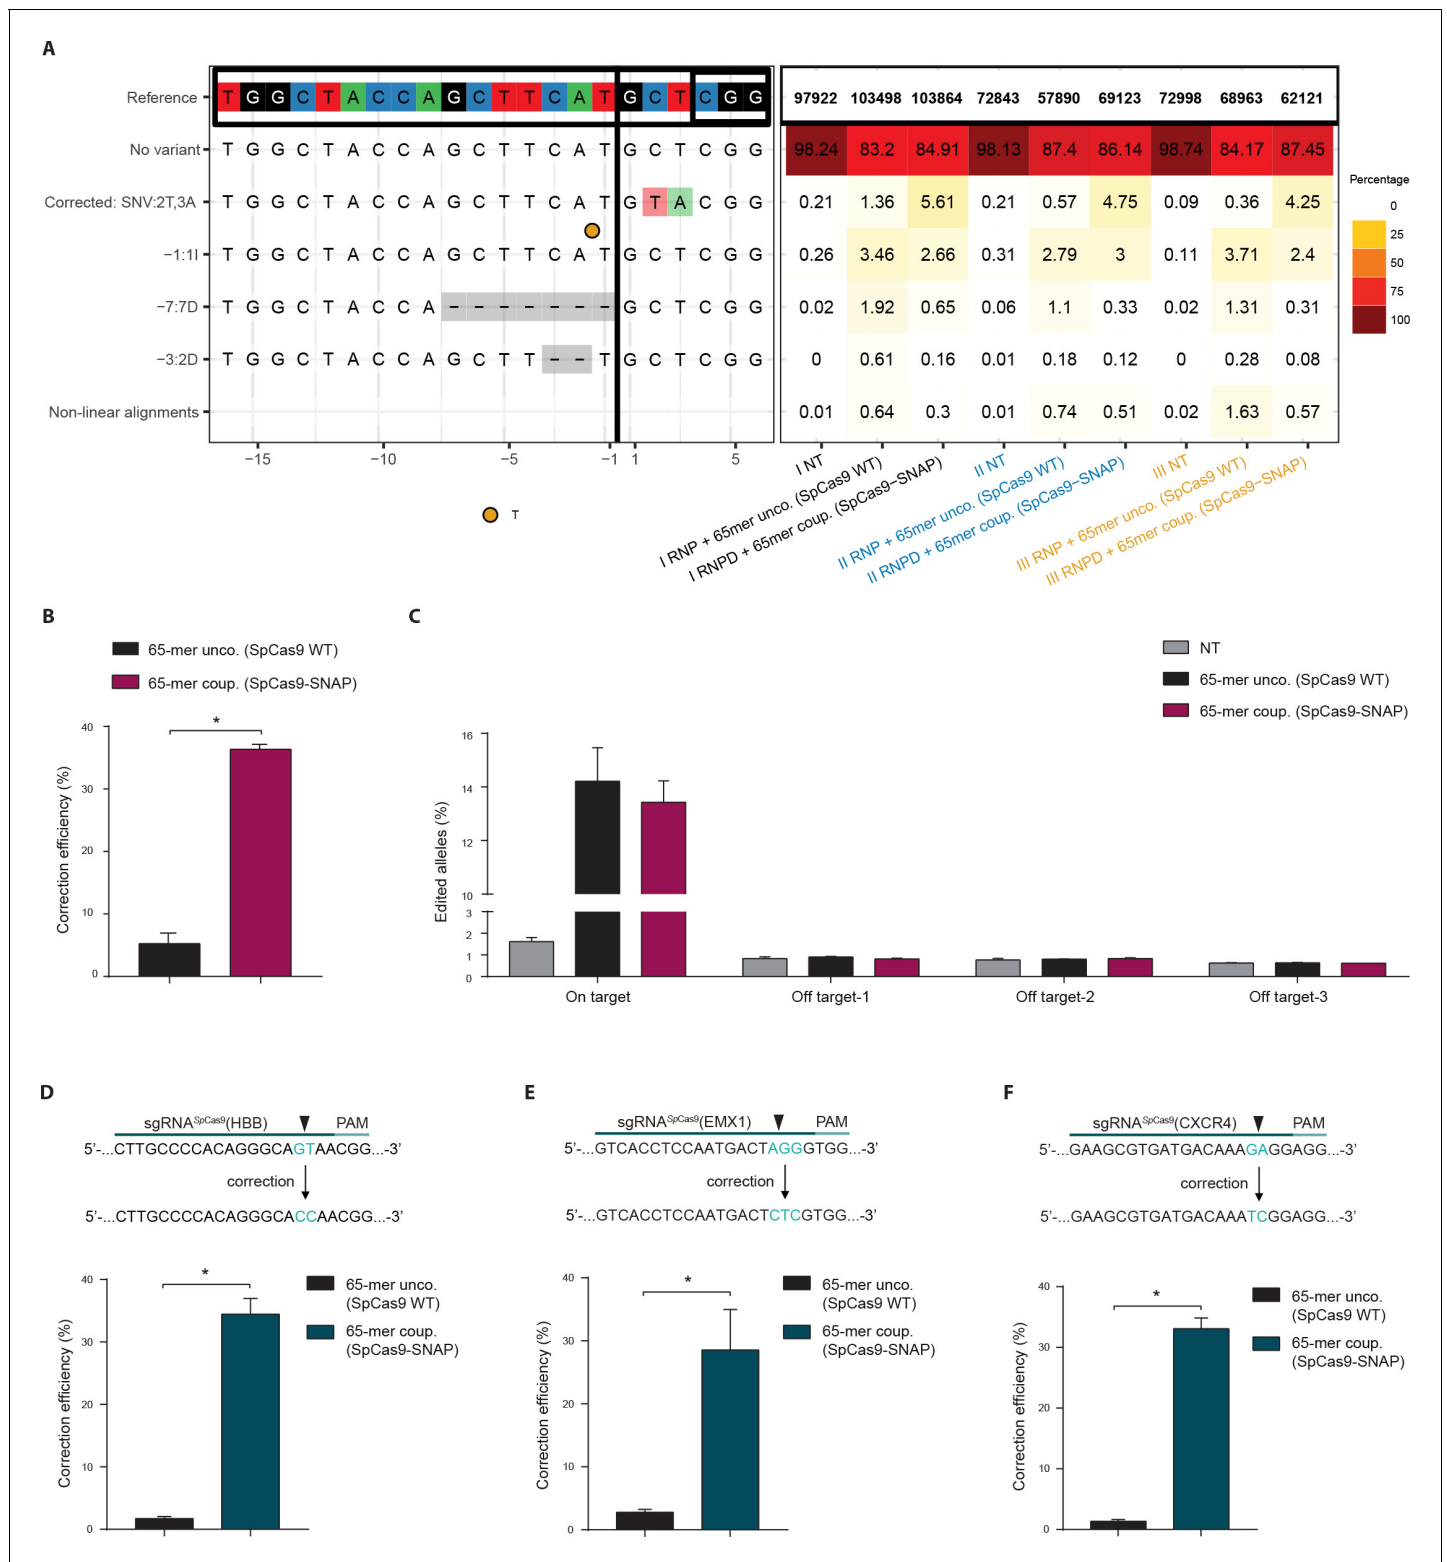 A
Reference T G G C T A C C A G C T T C A T G C T C G G 97922 103498 103864 72843 57890 69123 72998 68963 62121
No variant T G G C T A C C A G C T T C A T G C T C G G 98.24 83.2 84.91 98.13 87.4 86.14 98.74 84.17 87.45
Corrected: SNV:2T,3A T G G C T A C C A G C T T C A T G T A C G G 0.21 1.36 5.61 0.21 0.57 4.75 0.09 0.36 4.25
−1:1I T G G C T A C C A G C T T C A T G C T C G G 0.26 3.46 2.66 0.31 2.79 3 0.11 3.71 2.4
−7:7D T G G C T A C C A - - - - - - - G C T C G G 0.02 1.92 0.65 0.06 1.1 0.33 0.02 1.31 0.31
−3:2D T G G C T A C C A G C T T - - T G C T C G G 0 0.61 0.16 0.01 0.18 0.12 0 0.28 0.08
Non-linear alignments 0.01 0.64 0.3 0.01 0.74 0.51 0.02 1.63 0.57
−15 −10 −5 −1 1 5
T
Percentage
0
25
50
75
100
I NT
I RNP + 65mer unco. (SpCas9 WT)
I RNPD + 65mer coup. (SpCas9−SNAP)
II NT
II RNP + 65mer unco. (SpCas9 WT)
II RNPD + 65mer coup. (SpCas9−SNAP)
III NT
III RNP + 65mer unco. (SpCas9 WT)
III RNPD + 65mer coup. (SpCas9−SNAP)
B
65-mer unco. (SpCas9 WT)
65-mer coup. (SpCas9-SNAP)
*
Correction efficiency (%)
40
30
20
10
0
C
NT
65-mer unco. (SpCas9 WT)
65-mer coup. (SpCas9-SNAP)
Edited alleles (%)
16
14
12
10
3
2
1
0
On target Off target-1 Off target-2 Off target-3
D
sgRNASpCas9(HBB) PAM
5'-...CTTGCCCCACAGGGCAGTAACGG...-3'
correction
5'-...CTTGCCCCACAGGGCACCAACGG...-3'
*
65-mer unco.
(SpCas9 WT)
65-mer coup.
(SpCas9-SNAP)
Correction efficiency (%)
40
30
20
10
0
E
sgRNASpCas9(EMX1) PAM
5'-...GTCACCTCCAATGACTAGGGTGG...-3'
correction
5'-...GTCACCTCCAATGACTCTCGTGG...-3'
*
65-mer unco.
(SpCas9 WT)
65-mer coup.
(SpCas9-SNAP)
Correction efficiency (%)
40
30
20
10
0
F
sgRNASpCas9(CXCR4) PAM
5'-...GAAGCGTGATGACAAAGAGGAGG...-3'
correction
5'-...GAAGCGTGATGACAAATCGGAGG...-3'
*
65-mer unco.
(SpCas9 WT)
65-mer coup.
(SpCas9-SNAP)
Correction efficiency (%)
40
30
20
10
0